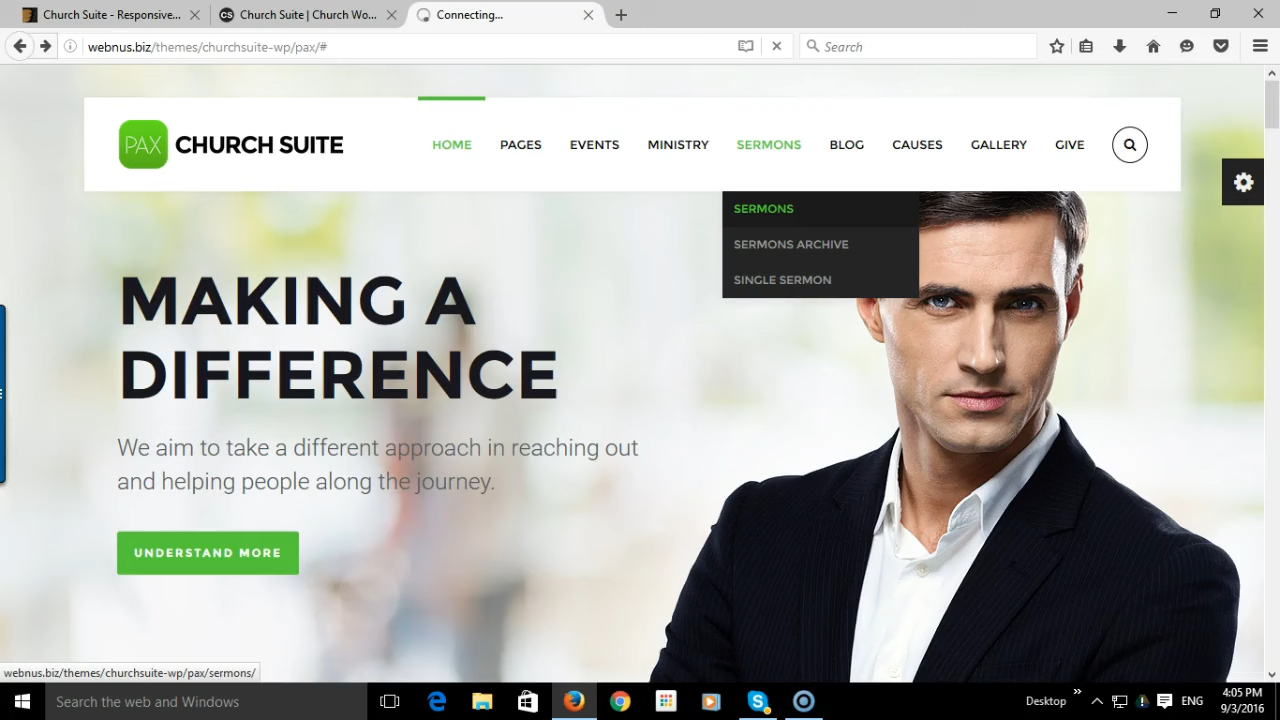 Church Suite - Responsive...
Church Suite | Church Wo...
Connecting...
webnus.biz/themes/churchsuite-wp/pax/#
Search
PAX CHURCH SUITE
HOME PAGES EVENTS MINISTRY SERMONS BLOG CAUSES GALLERY GIVE
SERMONS
SERMONS ARCHIVE
SINGLE SERMON
MAKING A
DIFFERENCE
We aim to take a different approach in reaching out
and helping people along the journey.
UNDERSTAND MORE
webnus.biz/themes/churchsuite-wp/pax/sermons/
Search the web and Windows
Desktop
ENG
4:05 PM
9/3/2016